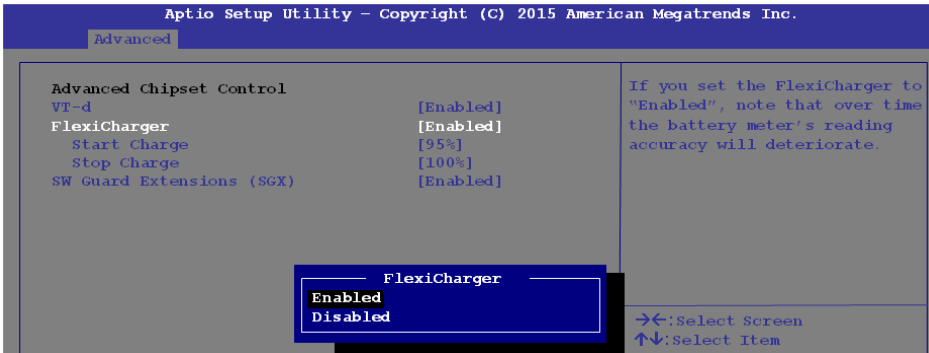 Aptio Setup Utility – Copyright (C) 2015 American Megatrends Inc.
Advanced
Advanced Chipset Control
VT-d [Enabled]
FlexiCharger [Enabled]
Start Charge [95%]
Stop Charge [100%]
SW Guard Extensions (SGX) [Enabled]
If you set the FlexiCharger to
"Enabled", note that over time
the battery meter's reading
accuracy will deteriorate.
FlexiCharger
Enabled
Disabled
→←:Select Screen
↑↓:Select Item